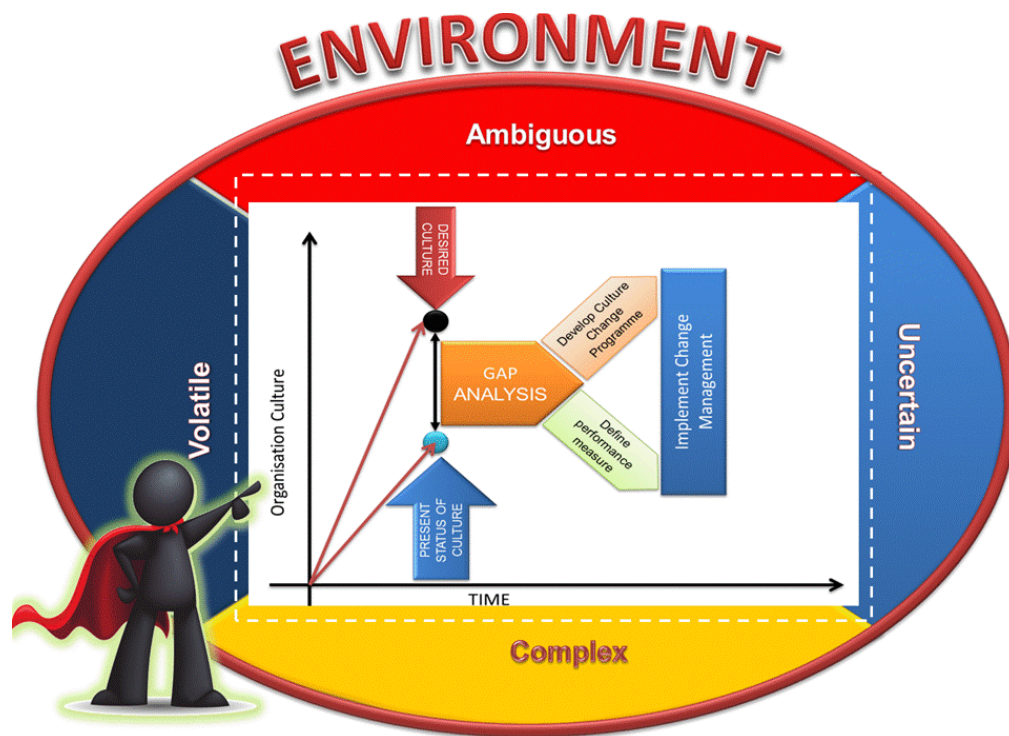 ENVIRONMENT
Ambiguous
Volatile
Uncertain
Complex
Organisation Culture
TIME
DESIRED
CULTURE
PRESENT
STATUS OF
CULTURE
GAP
ANALYSIS
Develop Culture
Change
Programme
Define
performance
measure
Implement Change
Management